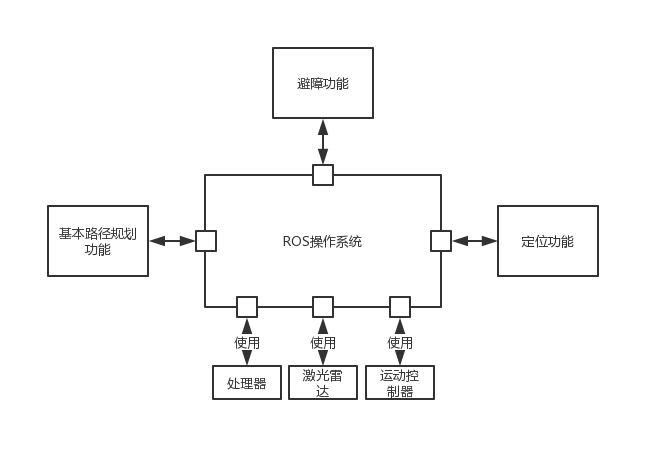 避障功能
基本路径规划
功能
ROS操作系统
定位功能
使用
使用
使用
处理器
激光雷
达
运动控
制器